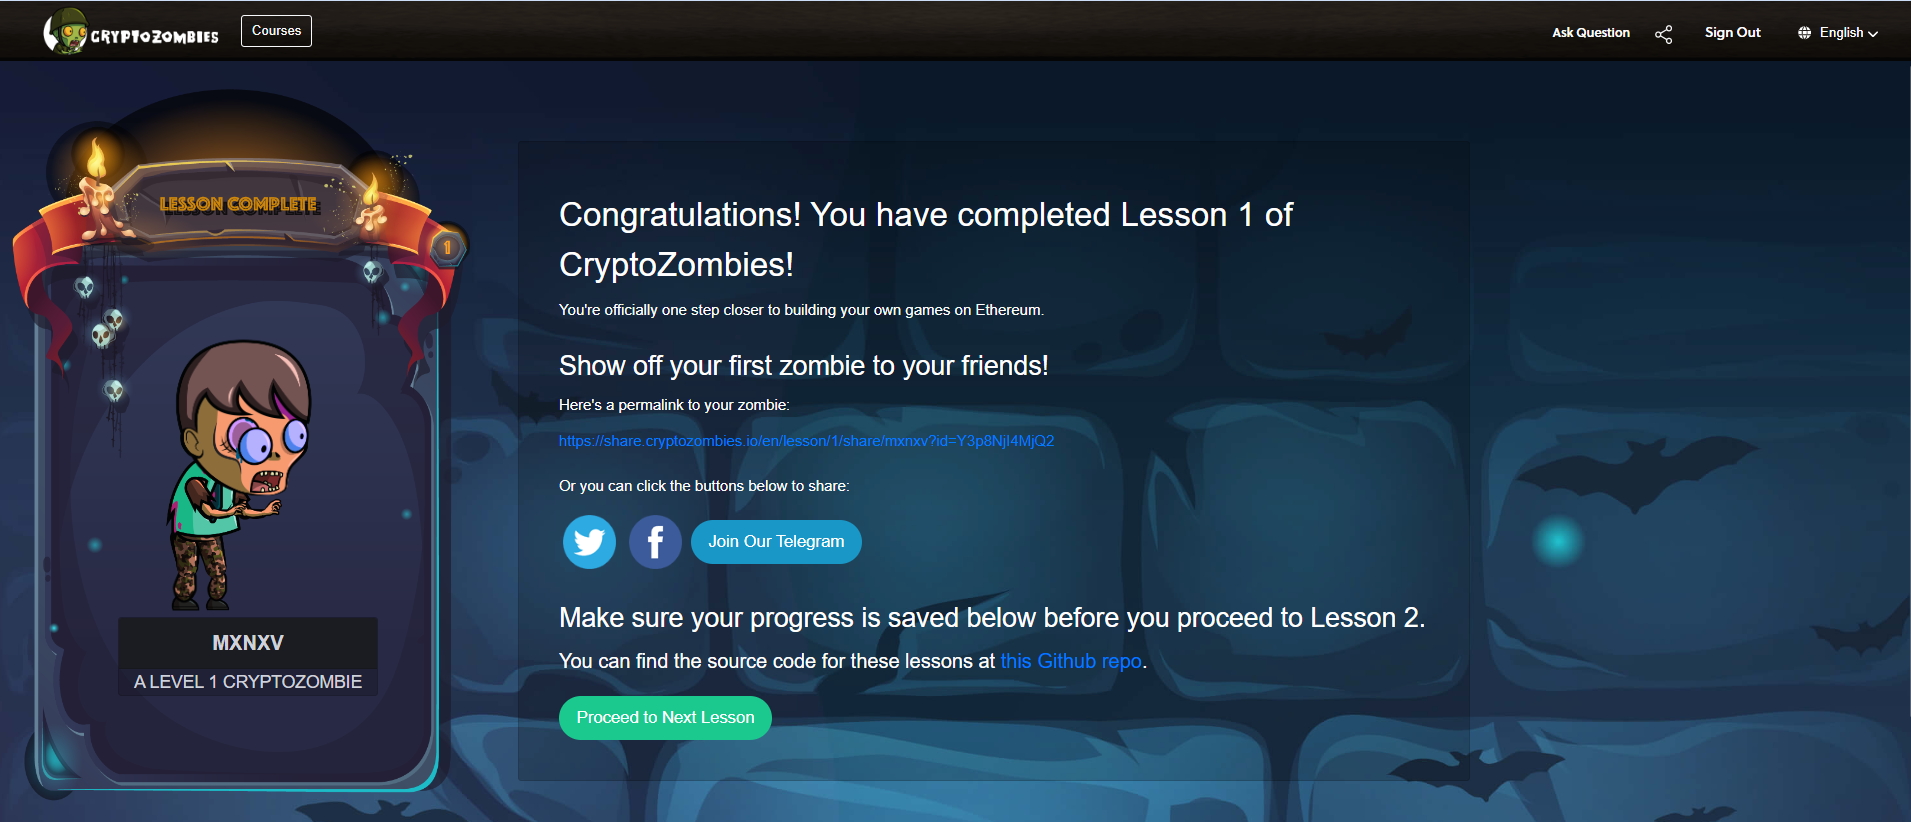 CRYPTOZOMBIES
Courses
Ask Question
Sign Out
English
LESSON COMPLETE
1
MXNXV
A LEVEL 1 CRYPTOZOMBIE
Congratulations! You have completed Lesson 1 of
CryptoZombies!
You're officially one step closer to building your own games on Ethereum.
Show off your first zombie to your friends!
Here's a permalink to your zombie:
https://share.cryptozombies.io/en/lesson/1/share/mxnxv?id=Y3p8NjI4MjQ2
Or you can click the buttons below to share:
Join Our Telegram
Make sure your progress is saved below before you proceed to Lesson 2.
You can find the source code for these lessons at this Github repo.
Proceed to Next Lesson